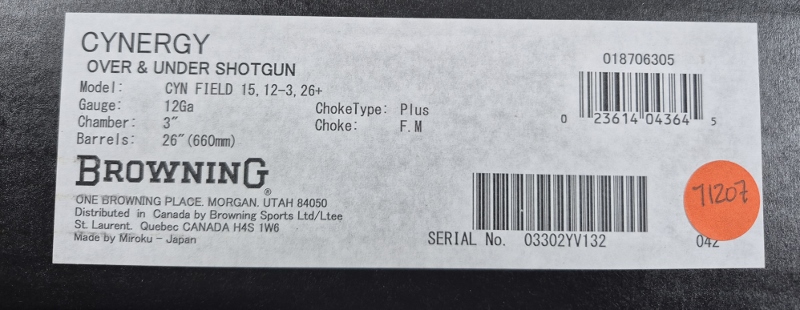 CYNERGY
OVER & UNDER SHOTGUN
Model: CYN FIELD 15, 12-3, 26+
Gauge: 12Ga ChokeType: Plus
Chamber: 3" Choke: F.M
Barrels: 26" (660mm)
BROWNING®
ONE BROWNING PLACE. MORGAN. UTAH 84050
Distributed in Canada by Browning Sports Ltd/Ltee
St. Laurent. Quebec CANADA H4S 1W6
Made by Miroku - Japan
018706305
0 23614 04364 5
71207
SERIAL No. 03302YV132 042